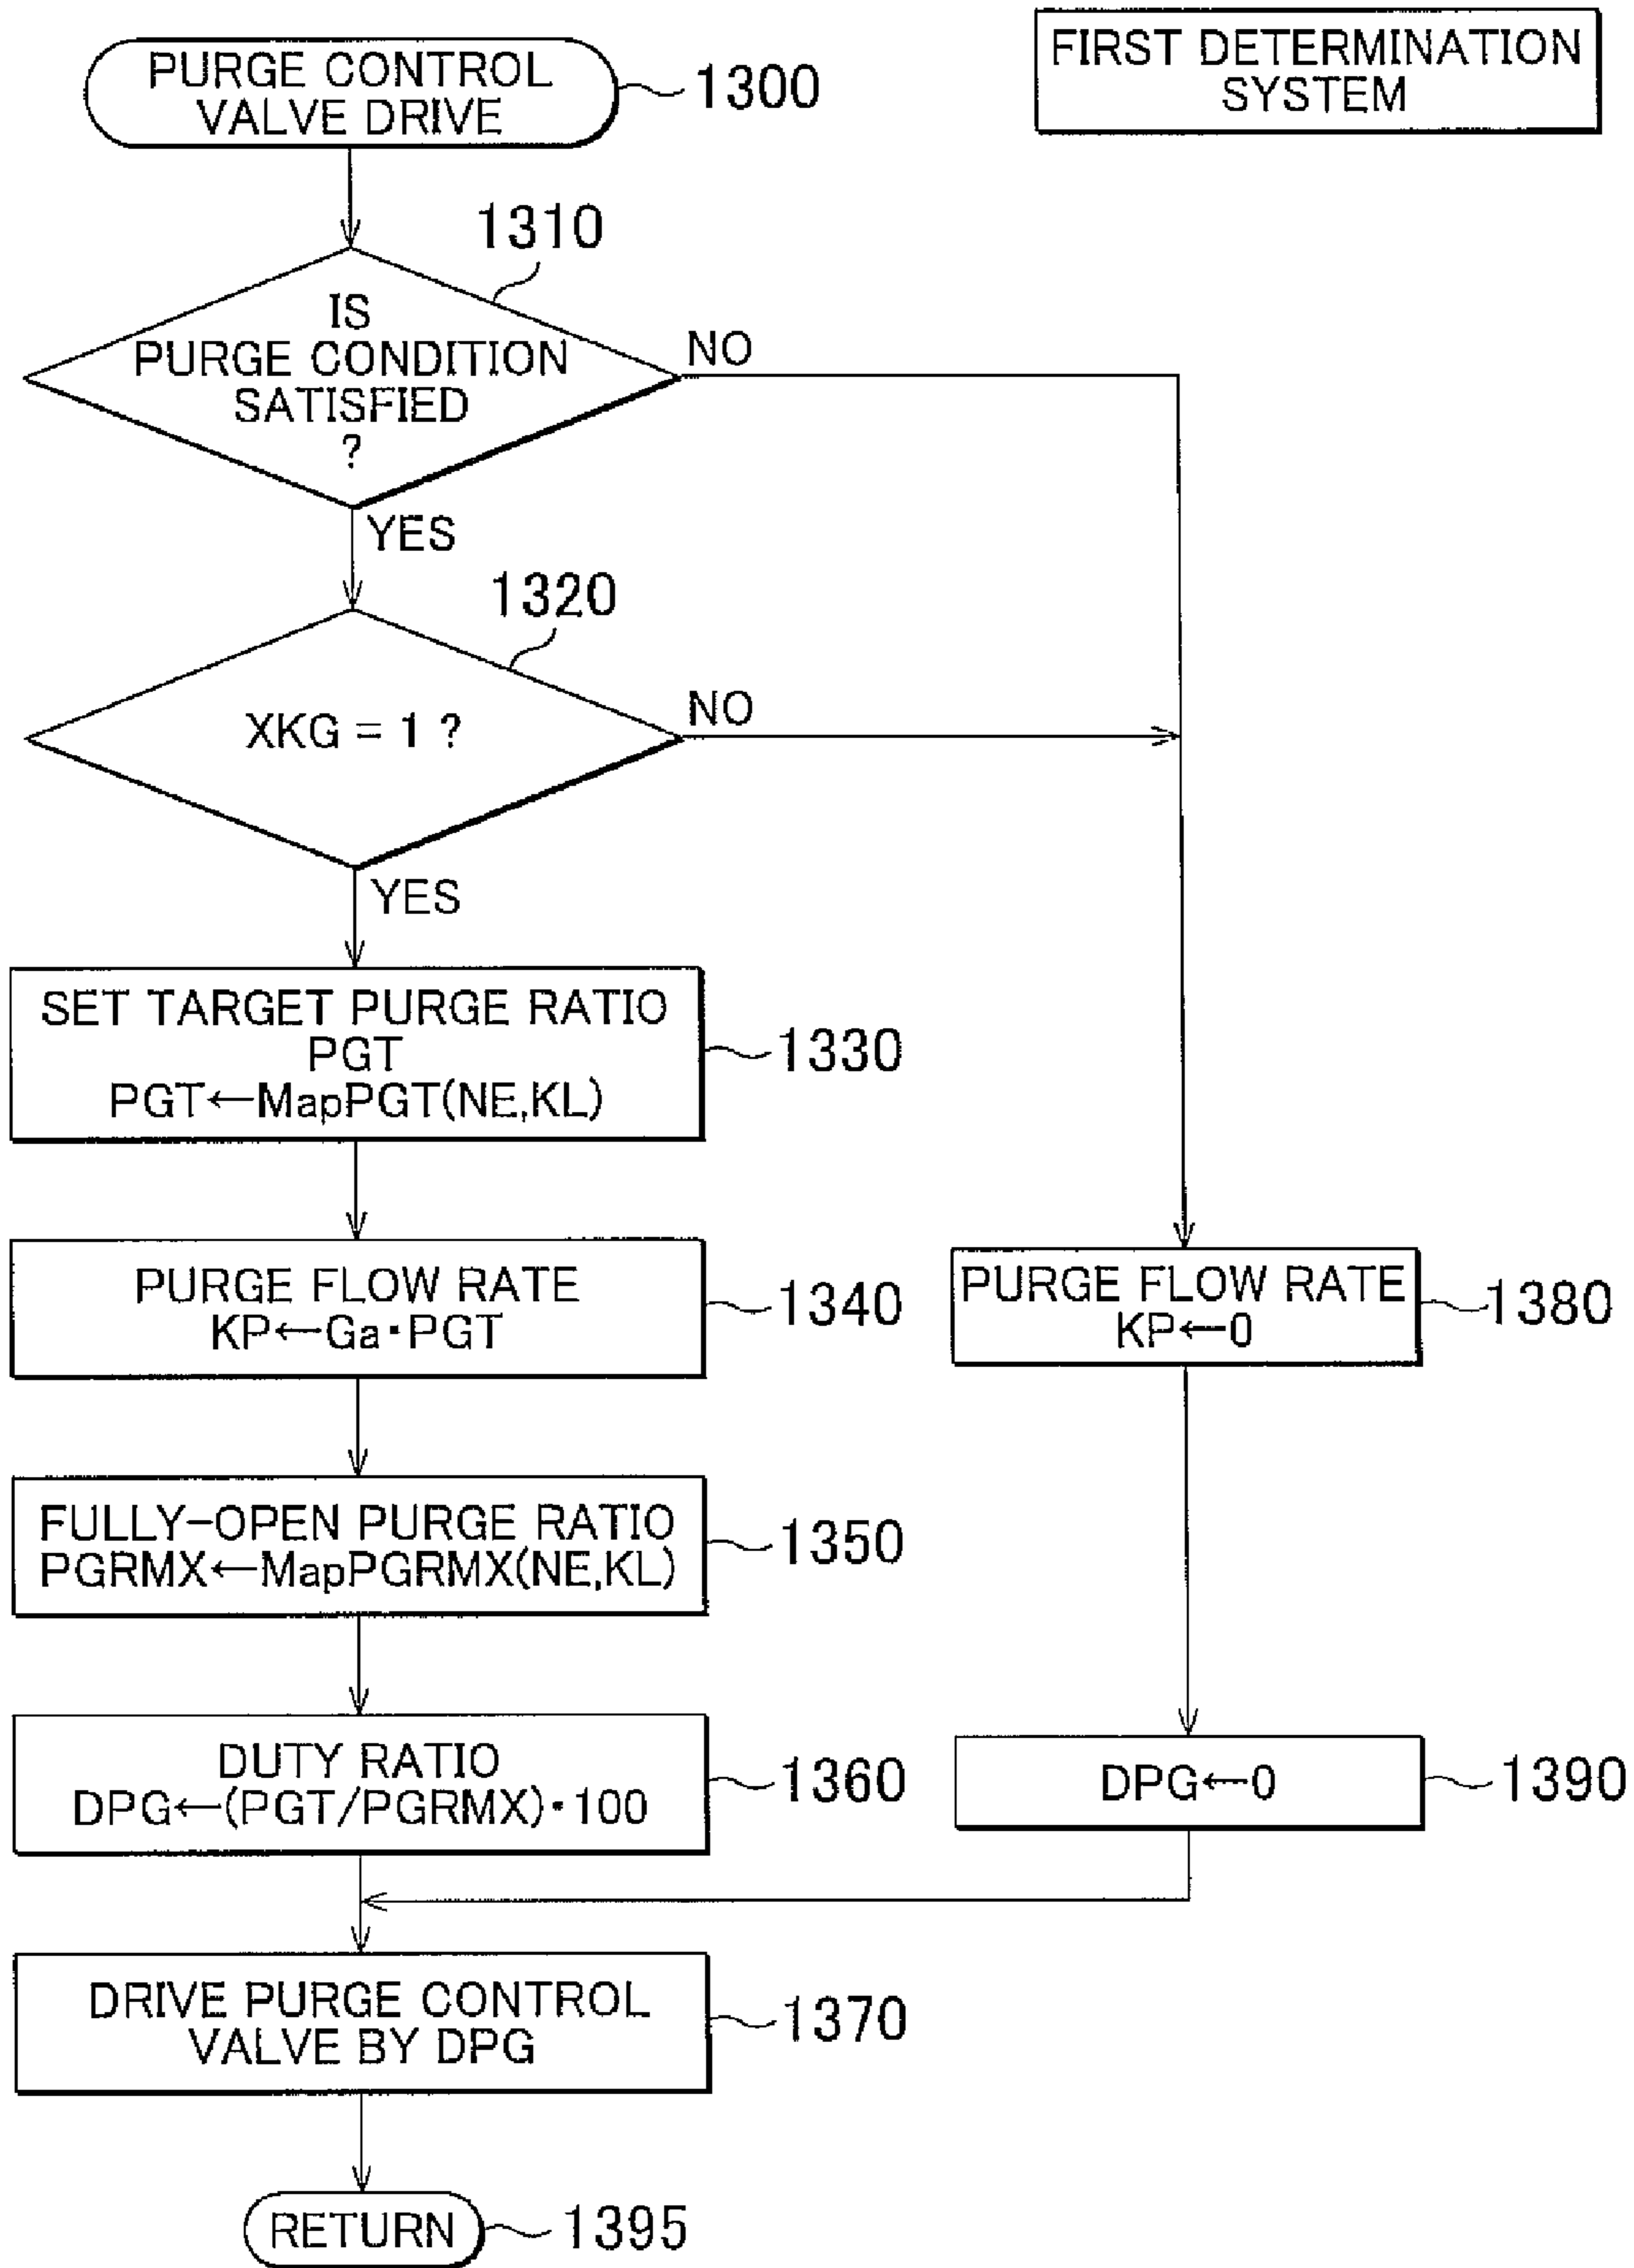 PURGE CONTROL
VALVE DRIVE
1300
FIRST DETERMINATION
SYSTEM
1310
IS
PURGE CONDITION
SATISFIED
?
NO
YES
1320
XKG = 1 ?
NO
YES
SET TARGET PURGE RATIO
PGT
PGT←MapPGT(NE,KL)
1330
PURGE FLOW RATE
KP←Ga・PGT
1340
PURGE FLOW RATE
KP←0
1380
FULLY-OPEN PURGE RATIO
PGRMX←MapPGRMX(NE,KL)
1350
DUTY RATIO
DPG←(PGT/PGRMX)・100
1360
DPG←0
1390
DRIVE PURGE CONTROL
VALVE BY DPG
1370
RETURN
1395